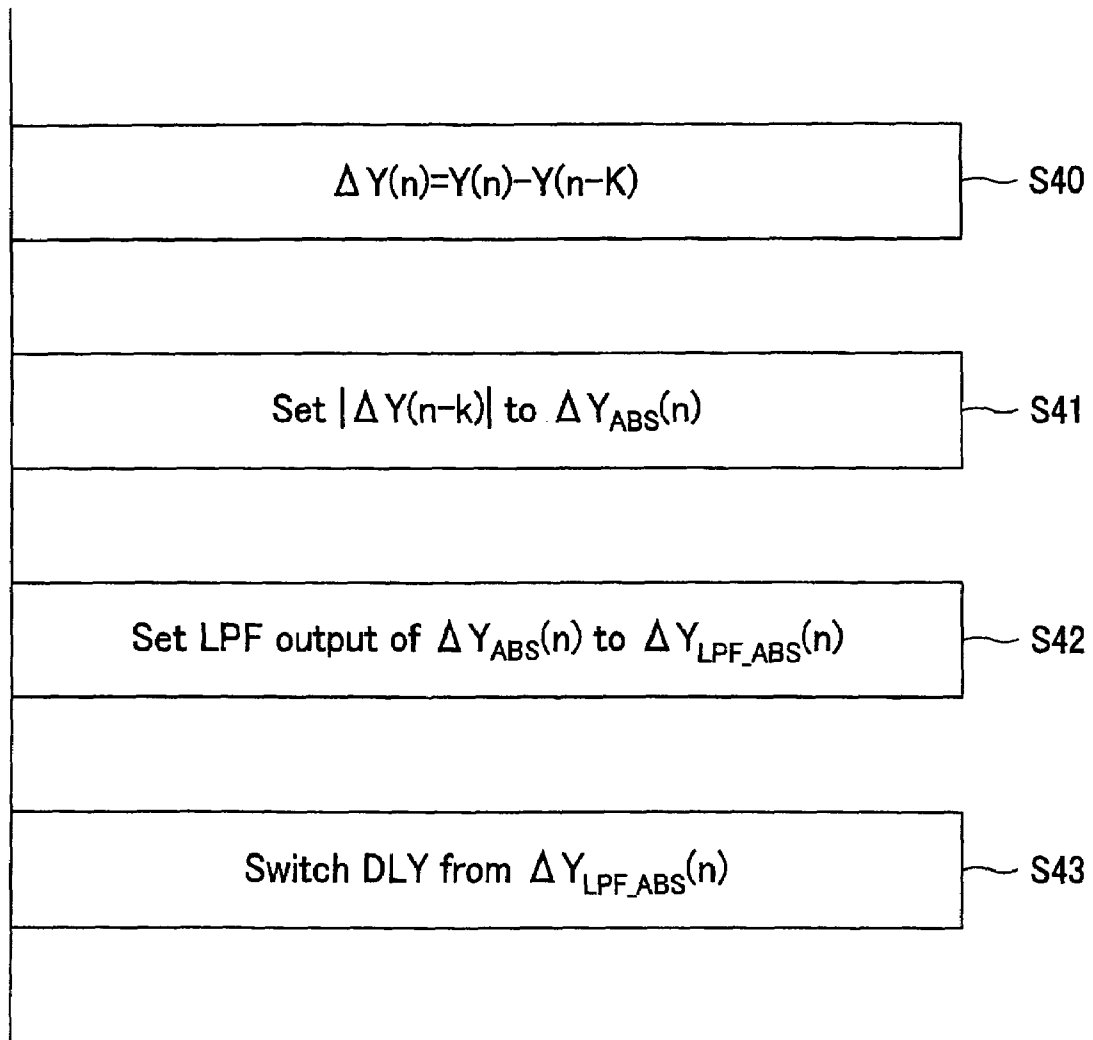 ΔY(n)=Y(n)-Y(n-K) S40
Set |ΔY(n-k)| to ΔY_ABS(n) S41
Set LPF output of ΔY_ABS(n) to ΔY_LPF_ABS(n) S42
Switch DLY from ΔY_LPF_ABS(n) S43